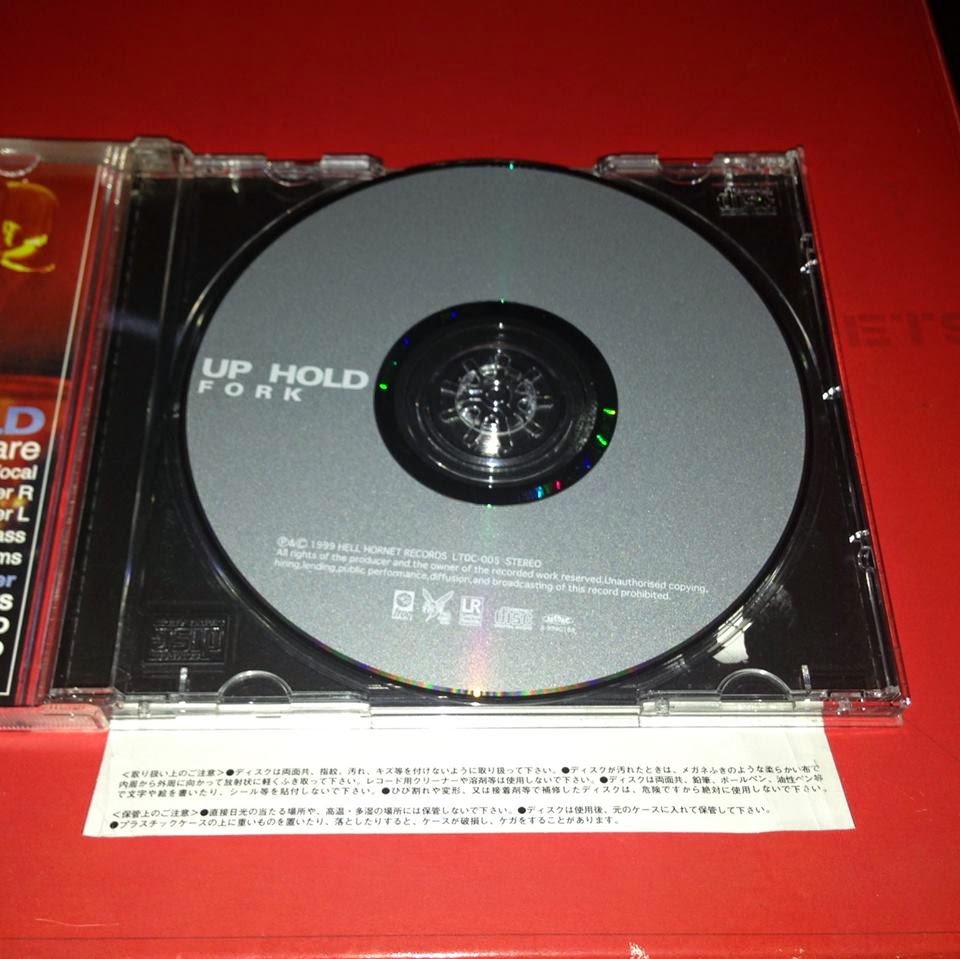 LD
are
ocal
er R
er L
ass
ms
er
S
UP HOLD
FORK
Ⓟ&© 1999 HELL HORNET RECORDS LTDC-005 STEREO
All rights of the producer and the owner of the recorded work reserved.Unauthorised copying,
hiring,lending,public performance,diffusion,and broadcasting of this record prohibited.
LR
disc
<取り扱い上のご注意>●ディスクは両面共、指紋、汚れ、キズ等を付けないように取り扱って下さい。●ディスクが汚れたときは、メガネふきのような柔らかい布で
内周から外周に向かって放射状に軽くふき取って下さい。レコード用クリーナーや溶剤等は使用しないで下さい。●ディスクは両面共、鉛筆、ボールペン、油性ペン等
で文字や絵を書いたり、シール等を貼付しないで下さい。●ひび割れや変形、又は接着剤等で補修したディスクは、危険ですから絶対に使用しないで下さい。
<保管上のご注意>●直接日光の当たる場所や、高温・多湿の場所には保管しないで下さい。●ディスクは使用後、元のケースに入れて保管して下さい。
●プラスチックケースの上に重いものを置いたり、落としたりすると、ケースが破損し、ケガをすることがあります。